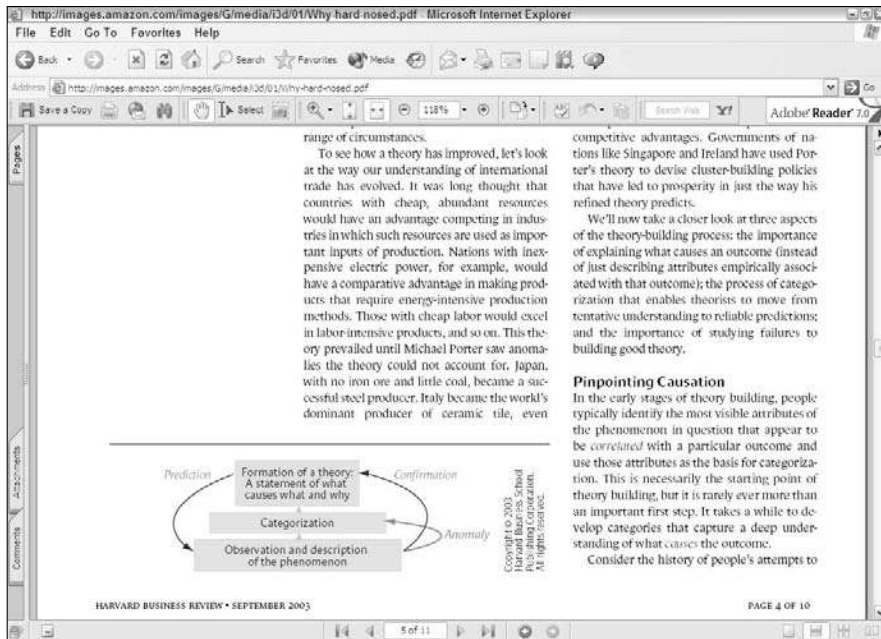 http://images.amazon.com/images/G/media/i3d/01/Why-hard-nosed.pdf - Microsoft Internet Explorer
File Edit Go To Favorites Help
Back Search Favorites Media
Address http://images.amazon.com/images/G/media/i3d/01/Why-hard-nosed.pdf Go
Save a Copy Select 118% Search Web Y! Adobe Reader 7.0
Pages
Attachments
Comments
range of circumstances.
To see how a theory has improved, let's look
at the way our understanding of international
trade has evolved. It was long thought that
countries with cheap, abundant resources
would have an advantage competing in indus-
tries in which such resources are used as impor-
tant inputs of production. Nations with inex-
pensive electric power, for example, would
have a comparative advantage in making prod-
ucts that require energy-intensive production
methods. Those with cheap labor would excel
in labor-intensive products, and so on. This the-
ory prevailed until Michael Porter saw anoma-
lies the theory could not account for. Japan,
with no iron ore and little coal, became a suc-
cessful steel producer. Italy became the world's
dominant producer of ceramic tile, even
competitive advantages. Governments of na-
tions like Singapore and Ireland have used Por-
ter's theory to devise cluster-building policies
that have led to prosperity in just the way his
refined theory predicts.
We'll now take a closer look at three aspects
of the theory-building process: the importance
of explaining what causes an outcome (instead
of just describing attributes empirically associ-
ated with that outcome); the process of catego-
rization that enables theorists to move from
tentative understanding to reliable predictions;
and the importance of studying failures to
building good theory.
Pinpointing Causation
In the early stages of theory building, people
typically identify the most visible attributes of
the phenomenon in question that appear to
be correlated with a particular outcome and
use those attributes as the basis for categoriza-
tion. This is necessarily the starting point of
theory building, but it is rarely ever more than
an important first step. It takes a while to de-
velop categories that capture a deep under-
standing of what causes the outcome.
Consider the history of people's attempts to
Prediction
Formation of a theory:
A statement of what
causes what and why
Confirmation
Categorization
Anomaly
Observation and description
of the phenomenon
Copyright © 2003
Harvard Business School
Publishing Corporation.
All rights reserved.
HARVARD BUSINESS REVIEW • SEPTEMBER 2003 PAGE 4 OF 10
5 of 11